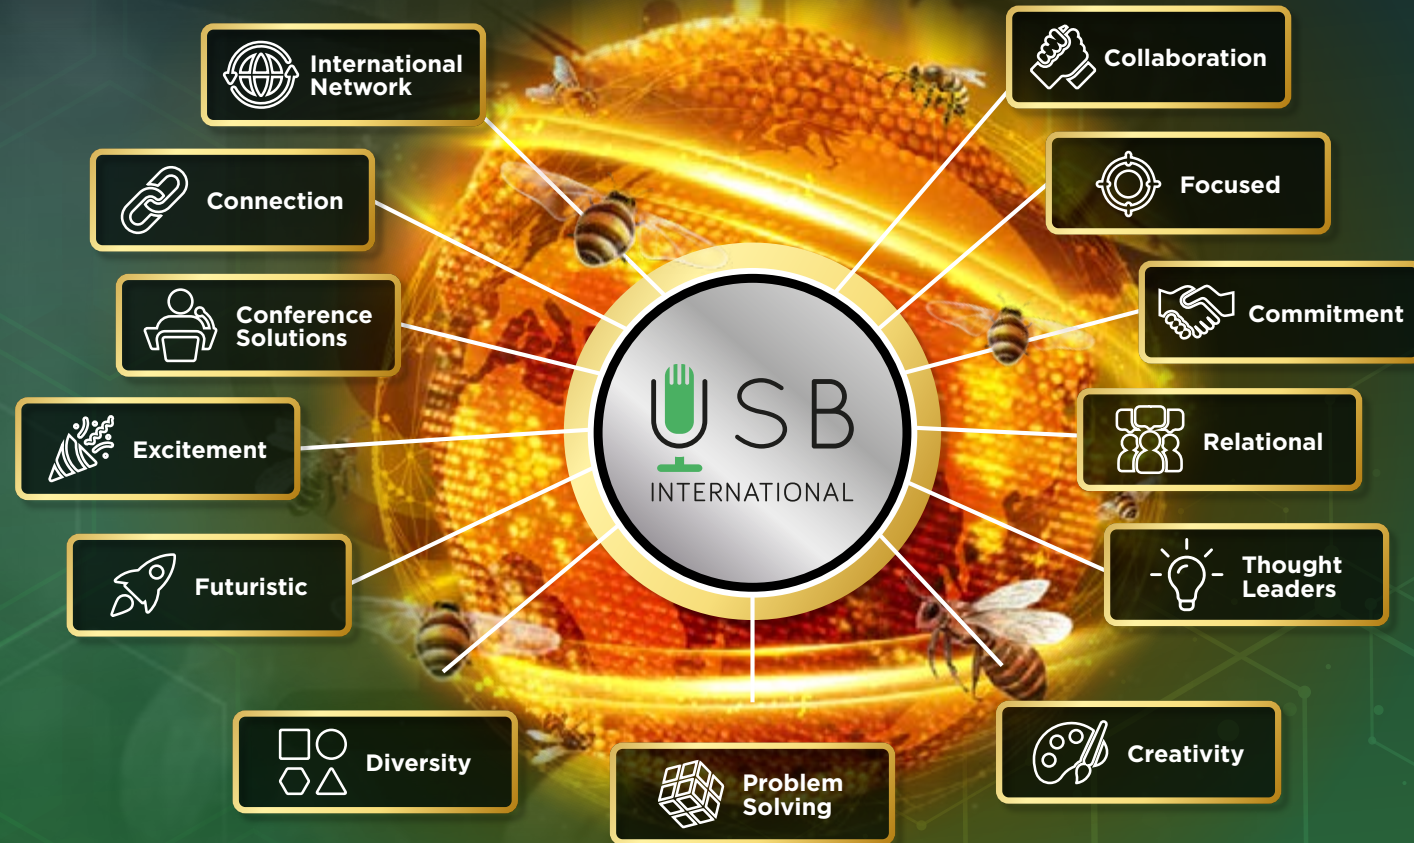 International
Network
Connection
Conference
Solutions
Excitement
Futuristic
Diversity
Problem
Solving
Creativity
Thought
Leaders
Relational
Commitment
Focused
Collaboration
USB
INTERNATIONAL